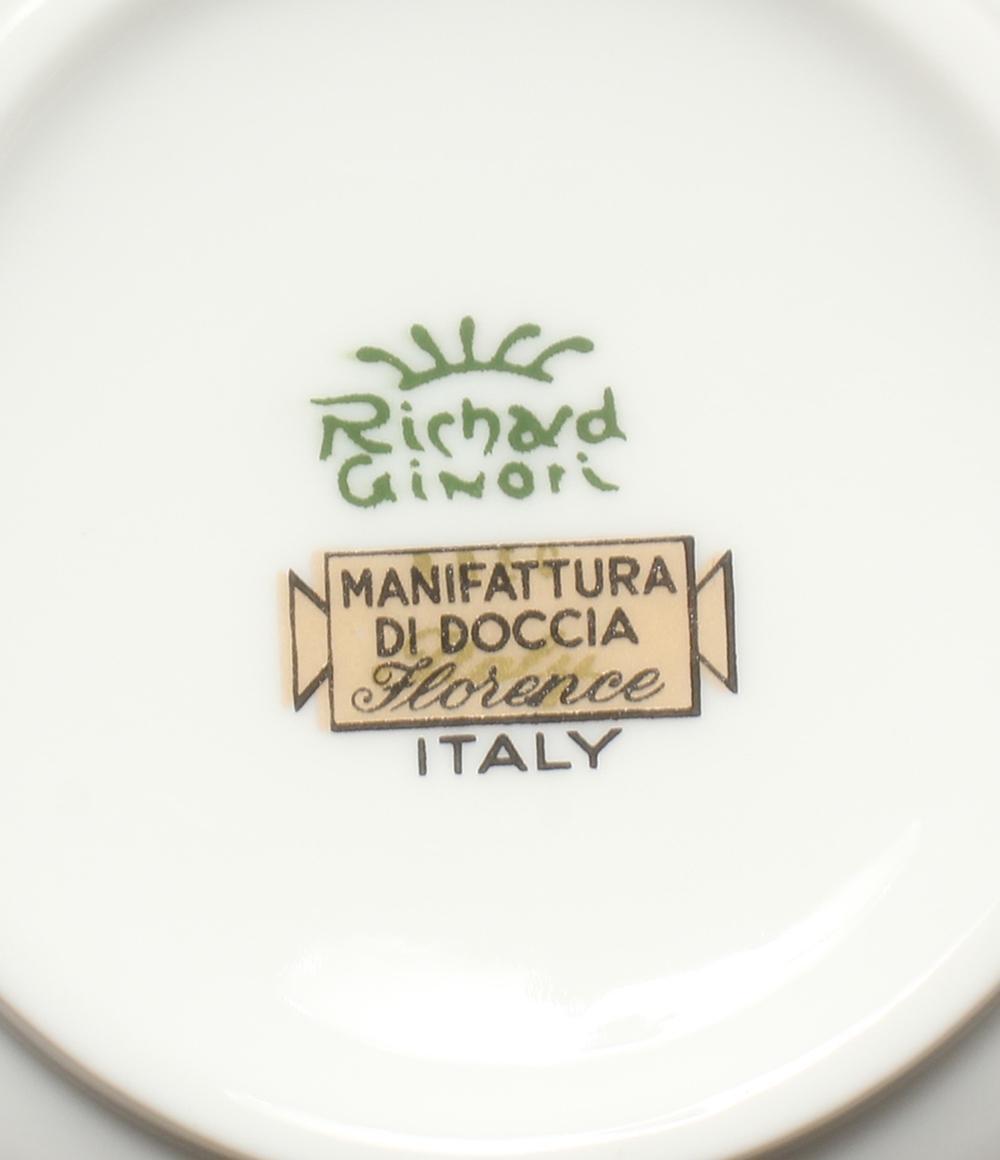 Richard
Ginori
MANIFATTURA
DI DOCCIA
Florence
ITALY